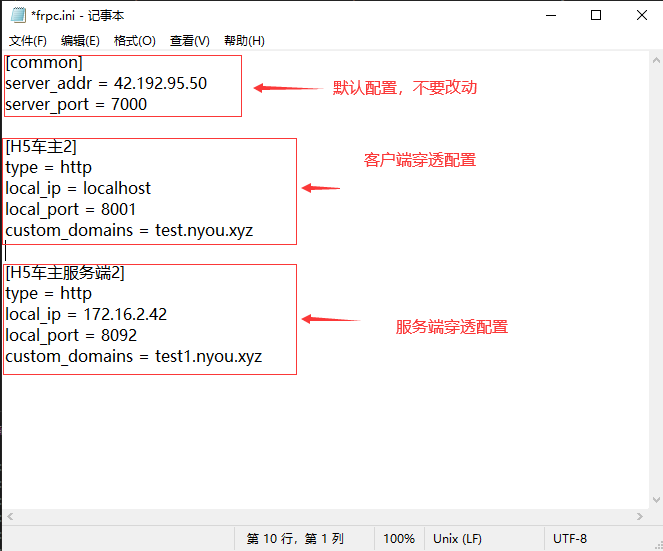 *frpc.ini - 记事本
文件(F) 编辑(E) 格式(O) 查看(V) 帮助(H)
[common]
server_addr = 42.192.95.50
server_port = 7000
默认配置，不要改动
[H5车主2]
type = http
local_ip = localhost
local_port = 8001
custom_domains = test.nyou.xyz
客户端穿透配置
[H5车主服务端2]
type = http
local_ip = 172.16.2.42
local_port = 8092
custom_domains = test1.nyou.xyz
服务端穿透配置
第 10 行，第 1 列 100% Unix (LF) UTF-8